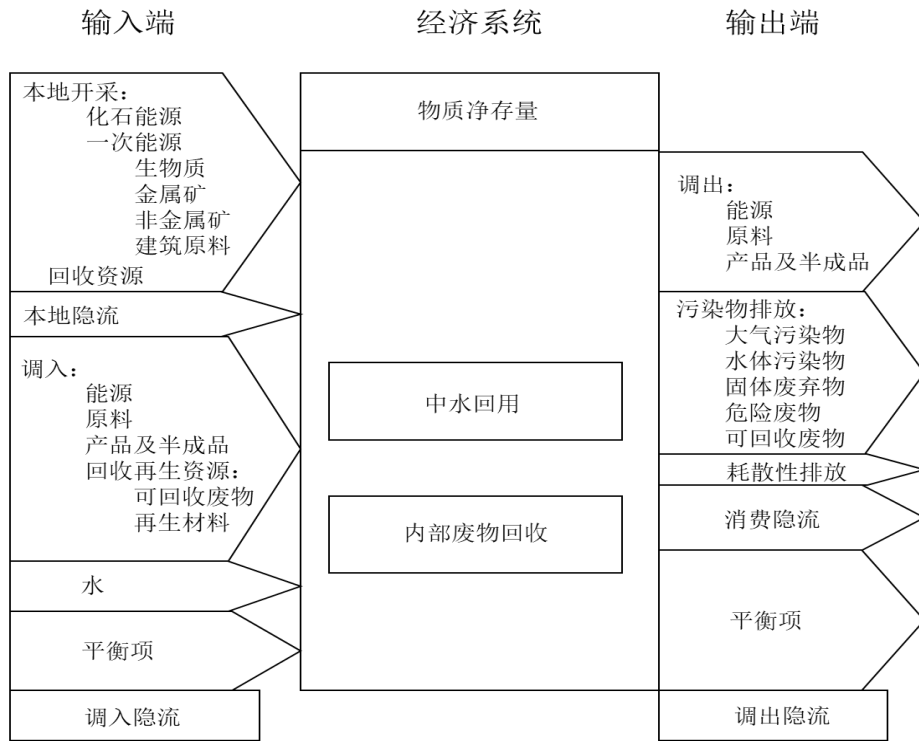 输入端
经济系统
输出端
本地开采：
化石能源
一次能源
生物质
金属矿
非金属矿
建筑原料
回收资源
本地隐流
调入：
能源
原料
产品及半成品
回收再生资源：
可回收废物
再生材料
水
平衡项
调入隐流
物质净存量
中水回用
内部废物回收
调出：
能源
原料
产品及半成品
污染物排放：
大气污染物
水体污染物
固体废弃物
危险废物
可回收废物
耗散性排放
消费隐流
平衡项
调出隐流